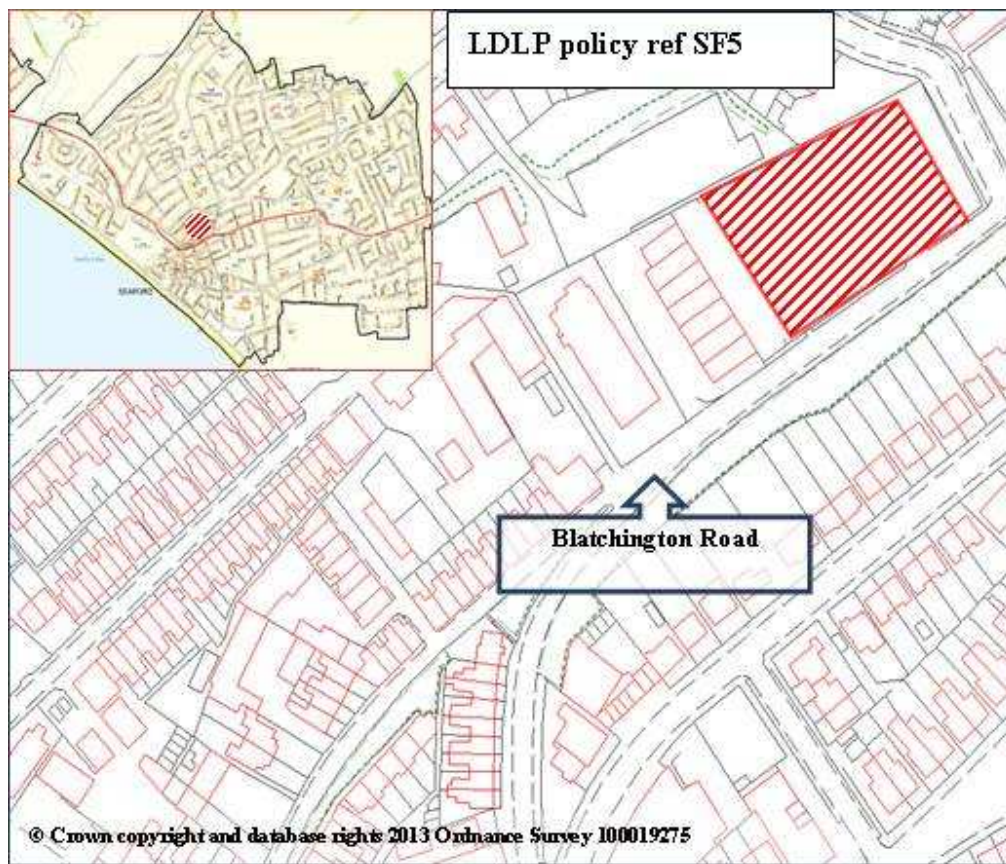 LDLP policy ref SF5
Blatchington Road
© Crown copyright and database rights 2013 Ordnance Survey 100019275